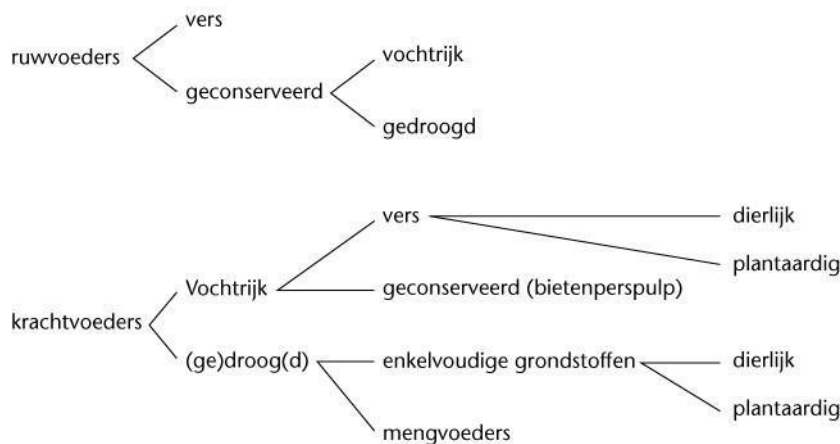 vers
ruwvoeders
vochtrijk
geconserveerd
gedroogd
vers
dierlijk
plantaardig
Vochtrijk
geconserveerd (bietenperspulp)
krachtvoeders
(ge)droog(d)
enkelvoudige grondstoffen
dierlijk
plantaardig
mengvoeders